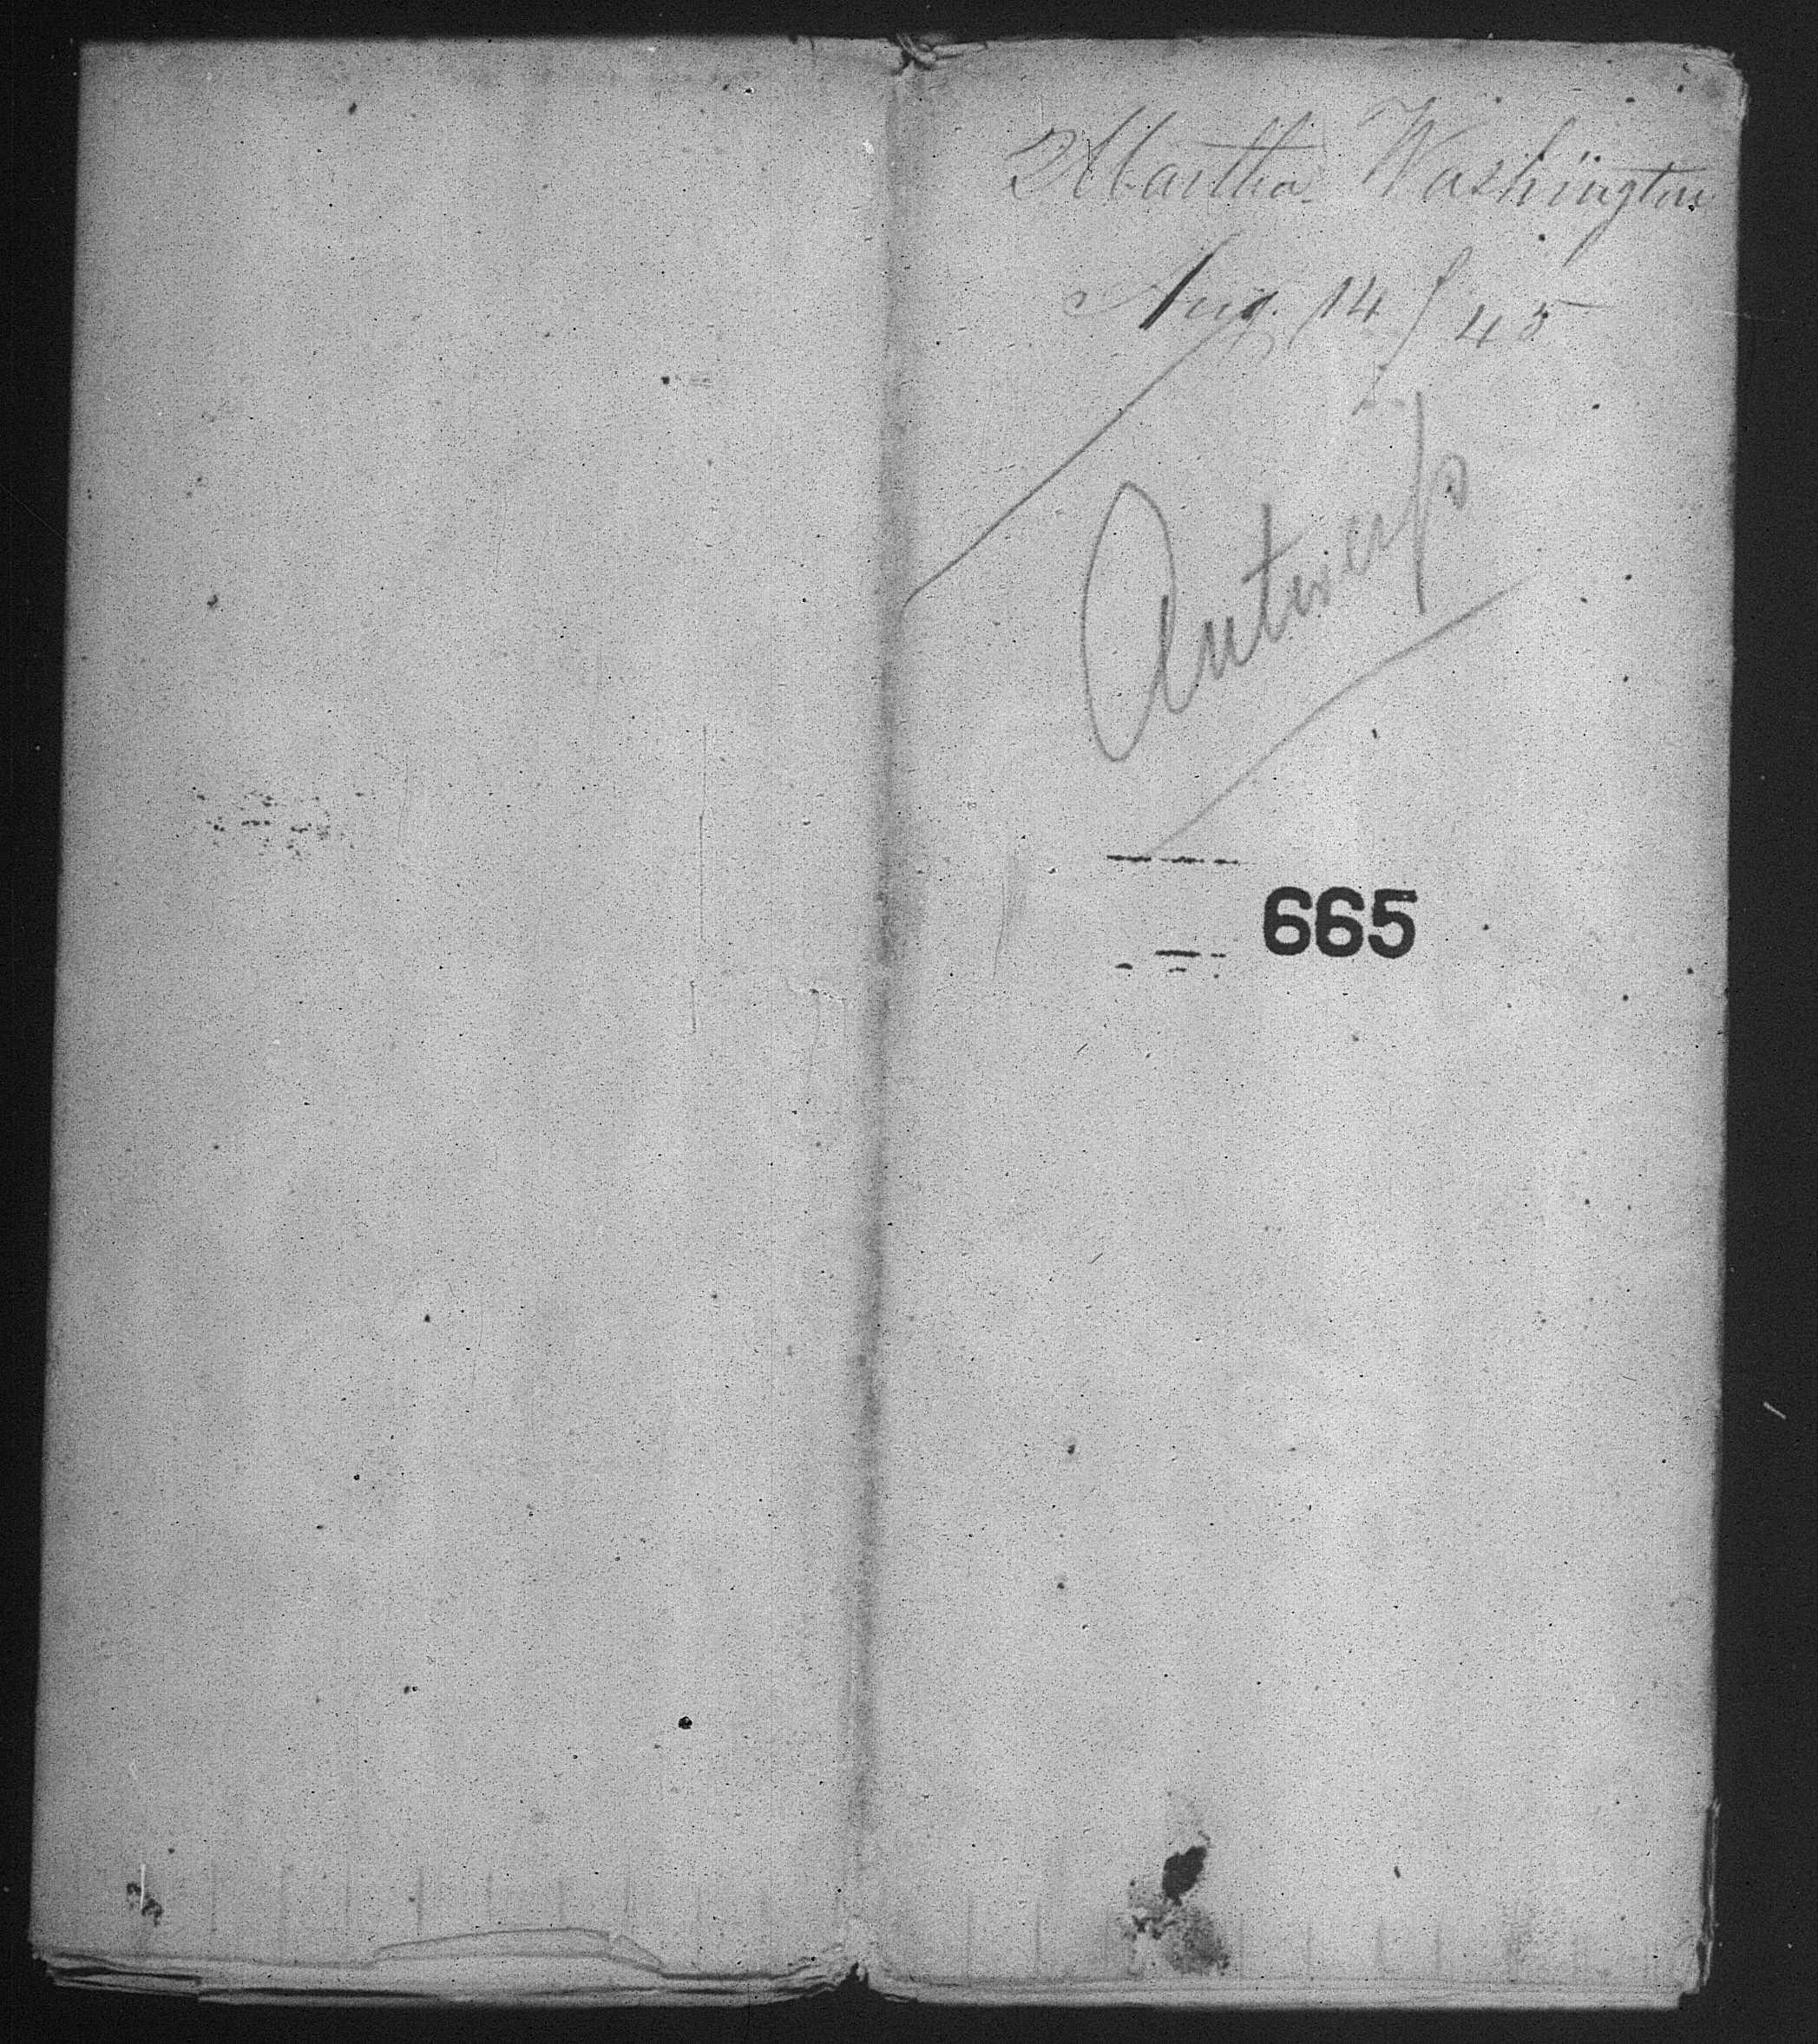 Martha Washington
Aug. 14 / 45
Antwerp
665